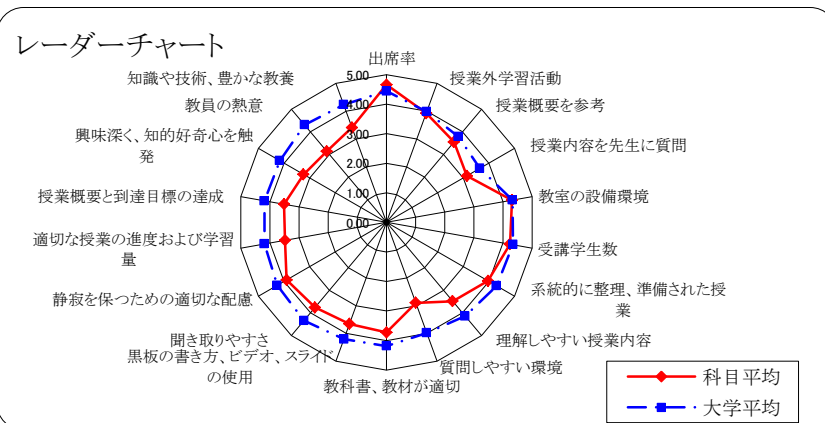 レーダーチャート
出席率
授業外学習活動
授業概要を参考
授業内容を先生に質問
教室の設備環境
受講学生数
系統的に整理、準備された授
業
理解しやすい授業内容
質問しやすい環境
教科書、教材が適切
黒板の書き方、ビデオ、スライド
の使用
聞き取りやすさ
静寂を保つための適切な配慮
適切な授業の進度および学習
量
授業概要と到達目標の達成
興味深く、知的好奇心を触
発
教員の熱意
知識や技術、豊かな教養
5.00
4.00
3.00
2.00
1.00
0.00
科目平均
大学平均